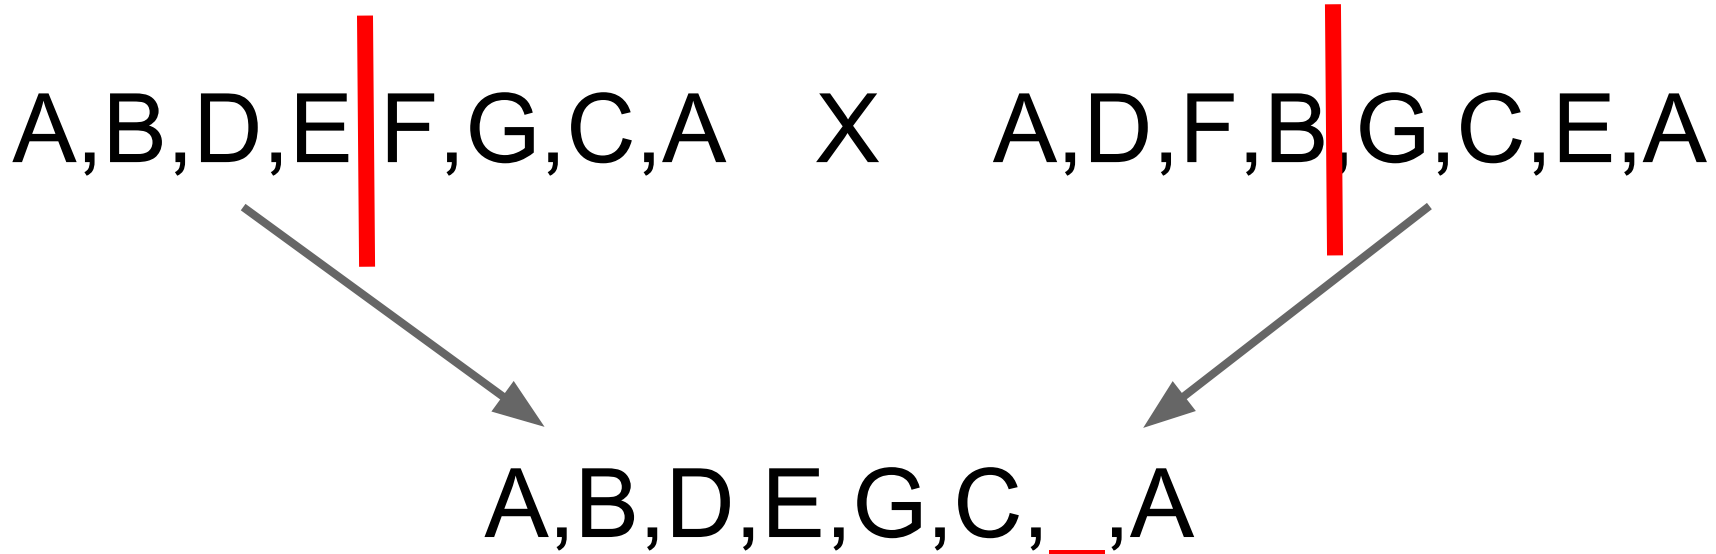 A,B,D,E F,G,C,A X A,D,F,B,G,C,E,A
A,B,D,E,G,C,_,A